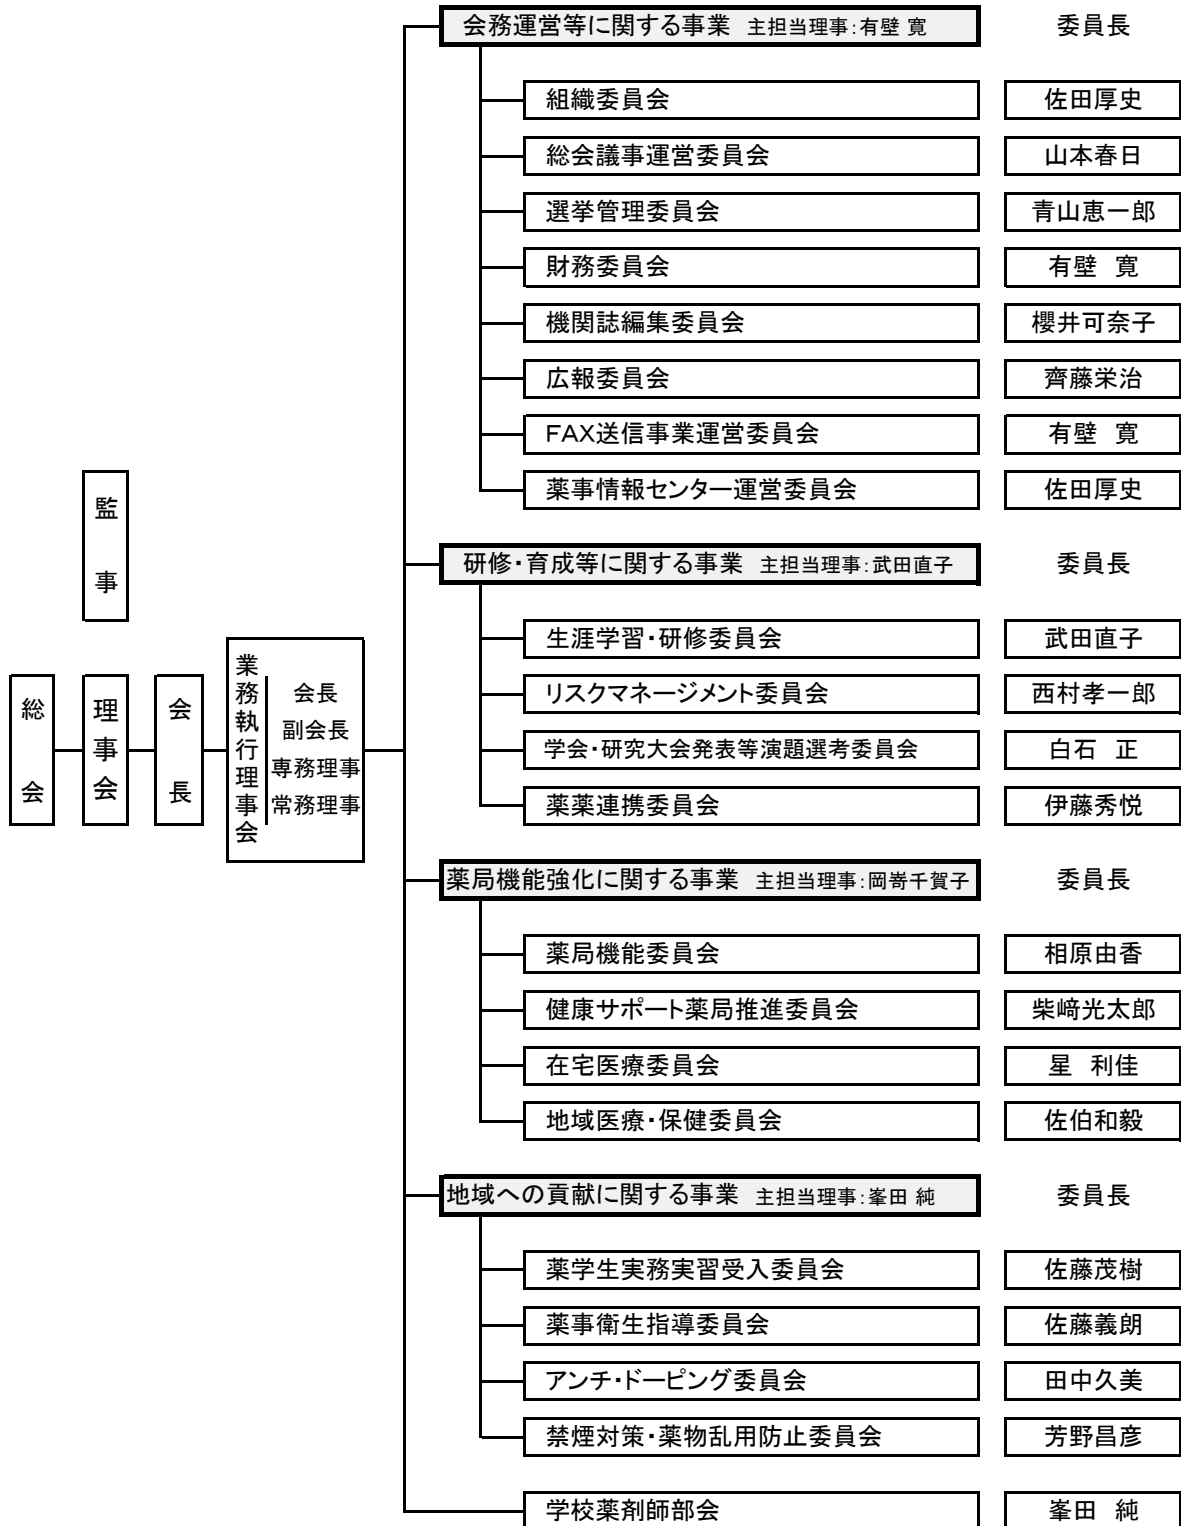 会務運営等に関する事業 主担当理事:有壁 寛 委員長
組織委員会 佐田厚史
総会議事運営委員会 山本春日
選挙管理委員会 青山恵一郎
財務委員会 有壁 寛
機関誌編集委員会 櫻井可奈子
広報委員会 齊藤栄治
FAX送信事業運営委員会 有壁 寛
薬事情報センター運営委員会 佐田厚史
監事
総会
理事会
会長
業務執行理事会
会長
副会長
専務理事
常務理事
研修・育成等に関する事業 主担当理事:武田直子 委員長
生涯学習・研修委員会 武田直子
リスクマネージメント委員会 西村孝一郎
学会・研究大会発表等演題選考委員会 白石 正
薬薬連携委員会 伊藤秀悦
薬局機能強化に関する事業 主担当理事:岡嵜千賀子 委員長
薬局機能委員会 相原由香
健康サポート薬局推進委員会 柴﨑光太郎
在宅医療委員会 星 利佳
地域医療・保健委員会 佐伯和毅
地域への貢献に関する事業 主担当理事:峯田 純 委員長
薬学生実務実習受入委員会 佐藤茂樹
薬事衛生指導委員会 佐藤義朗
アンチ・ドーピング委員会 田中久美
禁煙対策・薬物乱用防止委員会 芳野昌彦
学校薬剤師部会 峯田 純